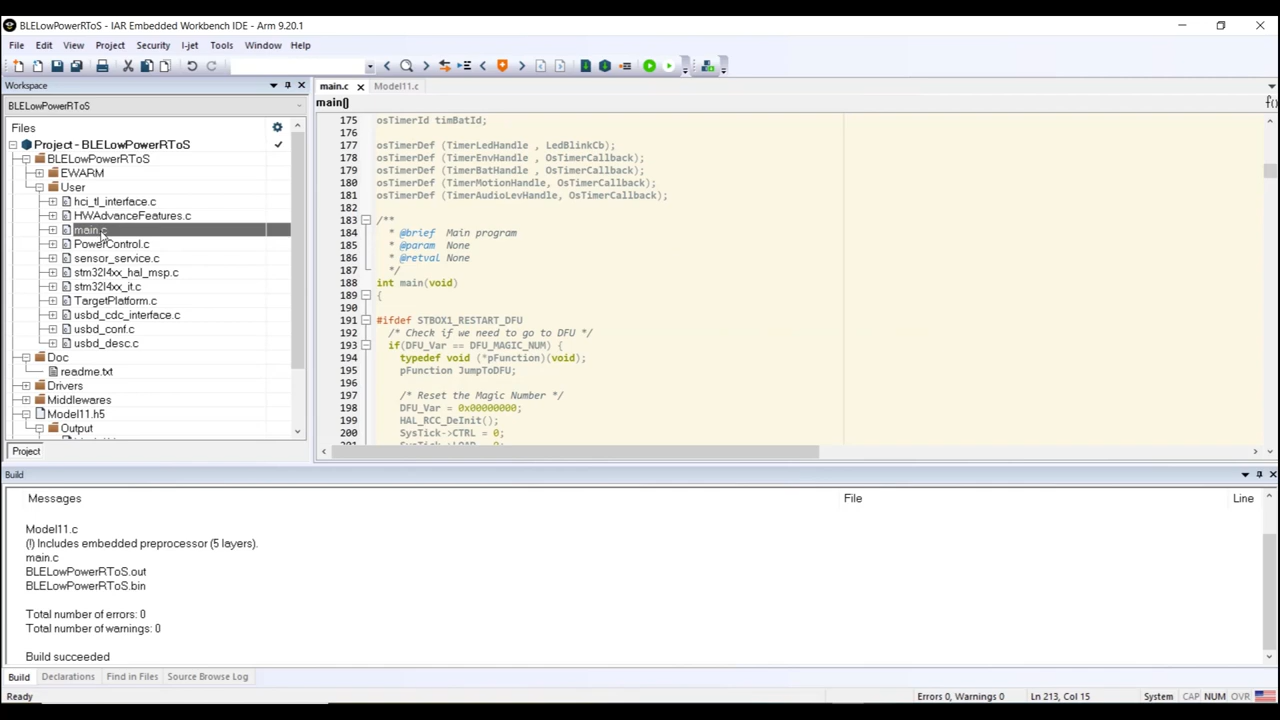 BLELowPowerRToS - IAR Embedded Workbench IDE - Arm 9.20.1
File Edit View Project Security I-jet Tools Window Help
Workspace
BLELowPowerRToS
Files
Project - BLELowPowerRToS
BLELowPowerRToS
EWARM
User
hci_tl_interface.c
HWAdvanceFeatures.c
main.c
PowerControl.c
sensor_service.c
stm32l4xx_hal_msp.c
stm32l4xx_it.c
TargetPlatform.c
usbd_cdc_interface.c
usbd_conf.c
usbd_desc.c
Doc
readme.txt
Drivers
Middlewares
Model11.h5
Output
Project
main.c Model11.c
main()
175 osTimerId timBatId;
176
177 osTimerDef (TimerLedHandle , LedBlinkCb);
178 osTimerDef (TimerEnvHandle , OsTimerCallback);
179 osTimerDef (TimerBatHandle , OsTimerCallback);
180 osTimerDef (TimerMotionHandle, OsTimerCallback);
181 osTimerDef (TimerAudioLevHandle, OsTimerCallback);
182
183 /**
184 * @brief Main program
185 * @param None
186 * @retval None
187 */
188 int main(void)
189 {
190
191 #ifdef STBOX1_RESTART_DFU
192 /* Check if we need to go to DFU */
193 if(DFU_Var == DFU_MAGIC_NUM) {
194 typedef void (*pFunction)(void);
195 pFunction JumpToDFU;
196
197 /* Reset the Magic Number */
198 DFU_Var = 0x00000000;
199 HAL_RCC_DeInit();
200 SysTick->CTRL = 0;
Build
Messages File Line
Model11.c
(!) Includes embedded preprocessor (5 layers).
main.c
BLELowPowerRToS.out
BLELowPowerRToS.bin
Total number of errors: 0
Total number of warnings: 0
Build succeeded
Build Declarations Find in Files Source Browse Log
Ready Errors 0, Warnings 0 Ln 213, Col 15 System CAP NUM OVR